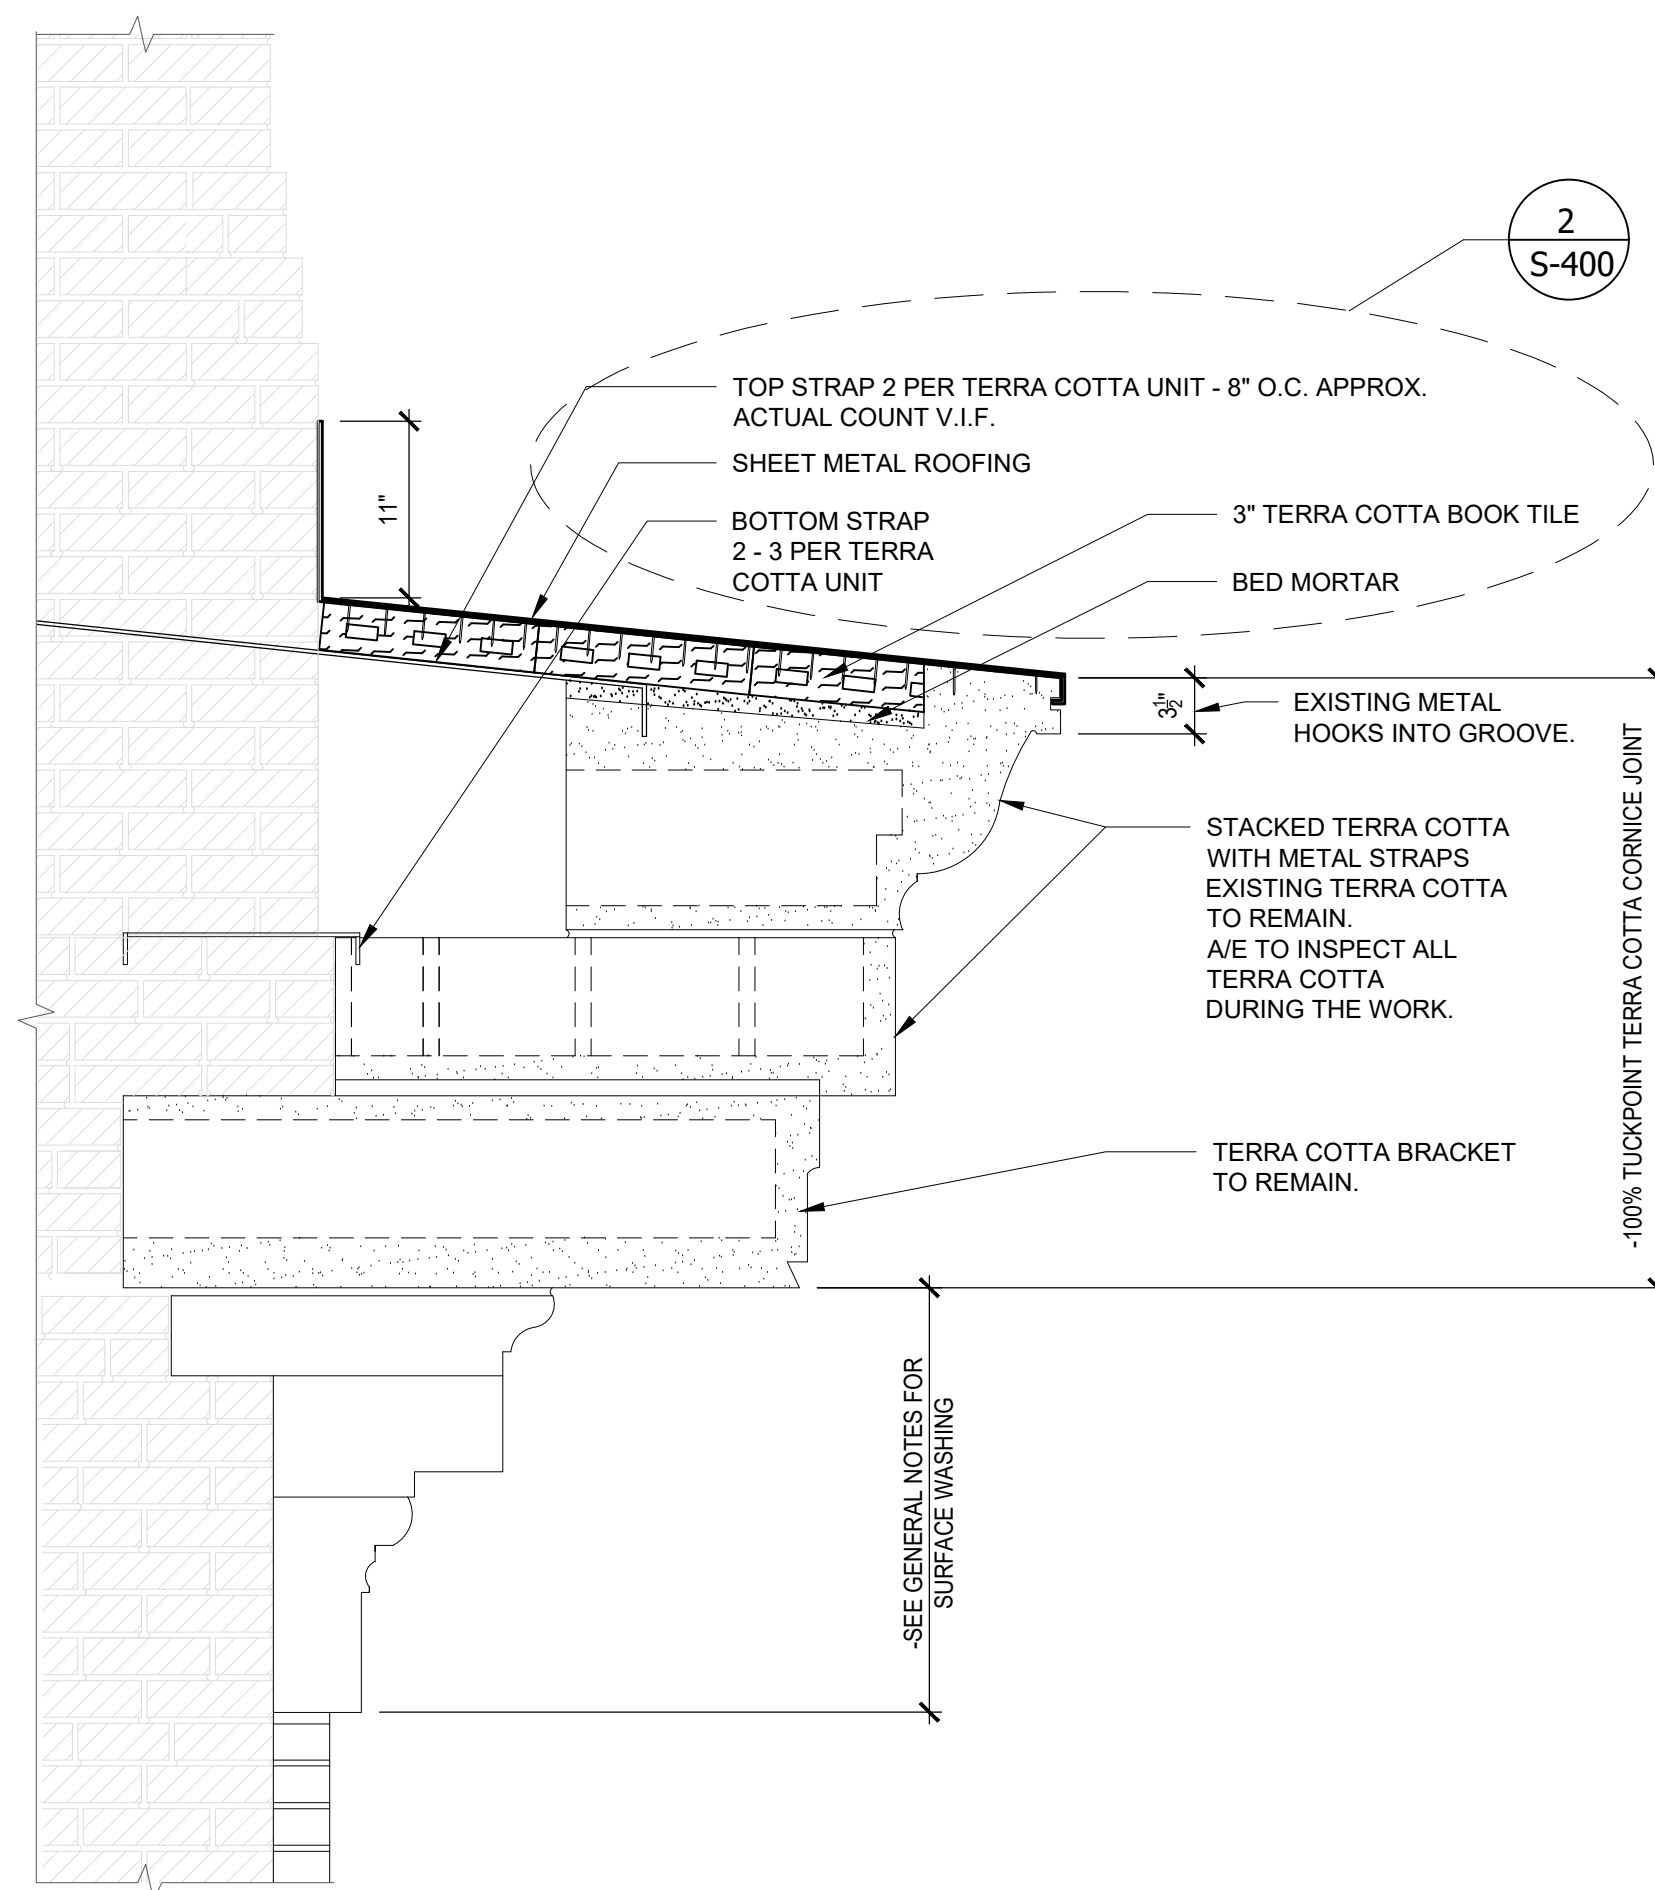 2
S-400
TOP STRAP 2 PER TERRA COTTA UNIT - 8" O.C. APPROX.
ACTUAL COUNT V.I.F.
SHEET METAL ROOFING
BOTTOM STRAP
2 - 3 PER TERRA
COTTA UNIT
11"
3" TERRA COTTA BOOK TILE
BED MORTAR
3 1/2"
EXISTING METAL
HOOKS INTO GROOVE.
STACKED TERRA COTTA
WITH METAL STRAPS
EXISTING TERRA COTTA
TO REMAIN.
A/E TO INSPECT ALL
TERRA COTTA
DURING THE WORK.
-100% TUCKPOINT TERRA COTTA CORNICE JOINT
TERRA COTTA BRACKET
TO REMAIN.
-SEE GENERAL NOTES FOR
SURFACE WASHING